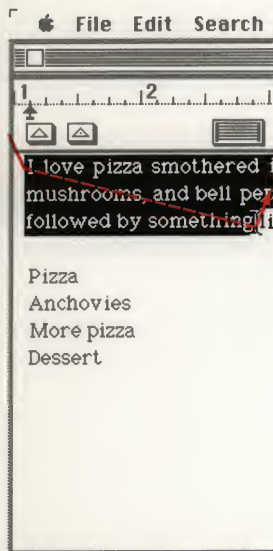 File Edit Search
1 2
I love pizza smothered
mushrooms, and bell
followed by something
Pizza
Anchovies
More pizza
Dessert